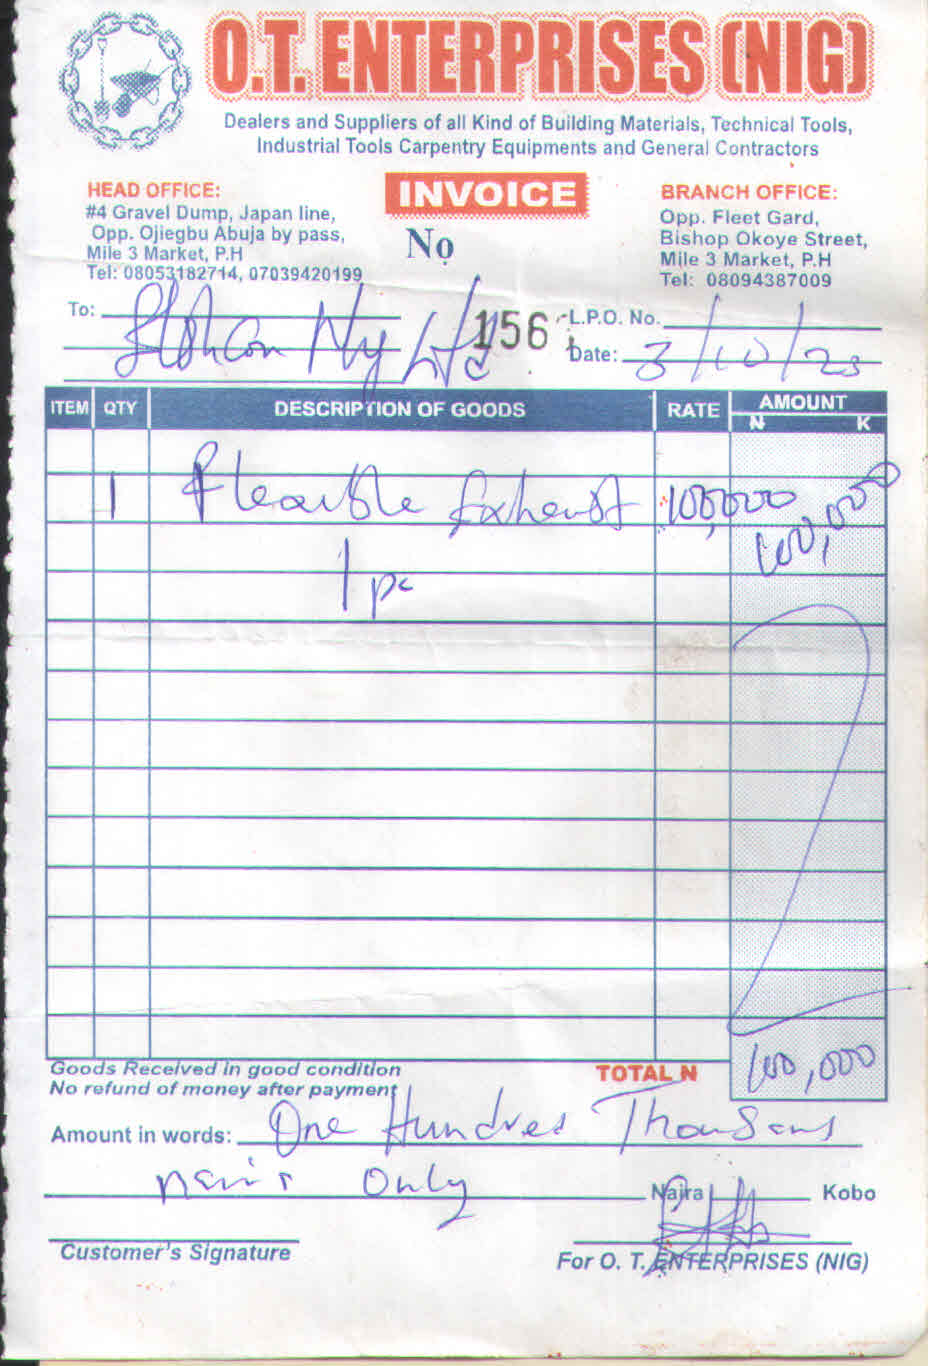 O.T. ENTERPRISES (NIG)
Dealers and Suppliers of all Kind of Building Materials, Technical Tools,
Industrial Tools Carpentry Equipments and General Contractors
INVOICE
HEAD OFFICE:
#4 Gravel Dump, Japan line,
Opp. Ojiegbu Abuja by pass,
Mile 3 Market, P.H
Tel: 08053182714, 07039420199
No
156
BRANCH OFFICE:
Opp. Fleet Gard,
Bishop Okoye Street,
Mile 3 Market, P.H
Tel: 08094387009
To: Ltd
L.P.O. No.
Date: 3/10/23
ITEM QTY DESCRIPTION OF GOODS RATE AMOUNT
N K
1 Exhaust 100,000 100,000
1 pc
Goods Received in good condition
No refund of money after payment
TOTAL N 100,000
Amount in words: One Hundred Thousand
Only Naira Kobo
Customer's Signature
For O. T. ENTERPRISES (NIG)